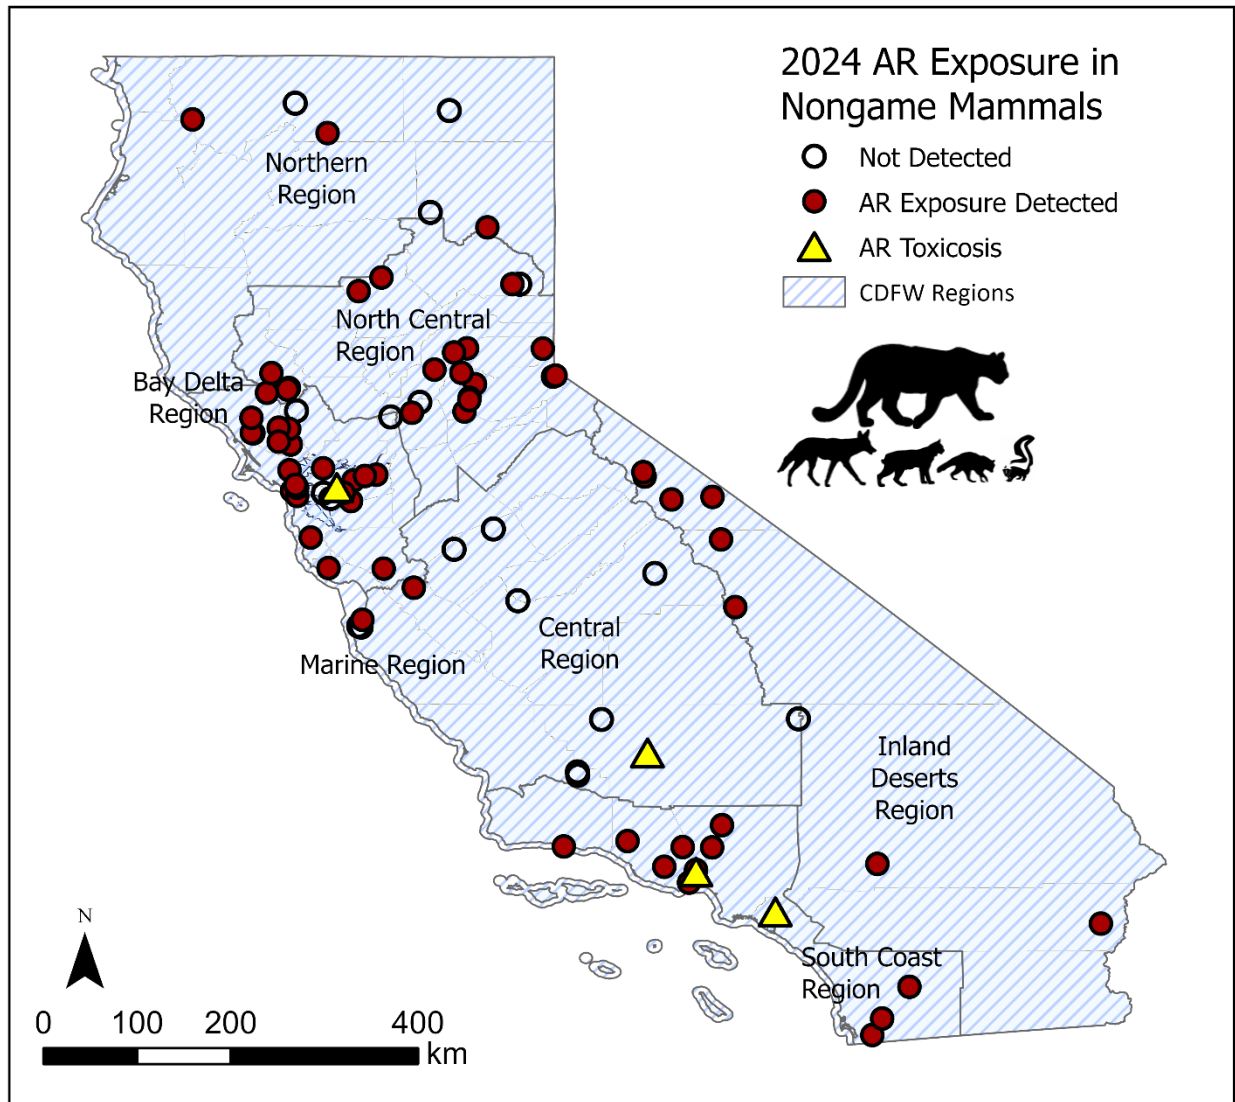 2024 AR Exposure in
Nongame Mammals
Not Detected
AR Exposure Detected
AR Toxicosis
CDFW Regions
Northern
Region
North Central
Region
Bay Delta
Region
Central
Region
Marine Region
Inland
Deserts
Region
South Coast
Region
N
0 100 200 400
km